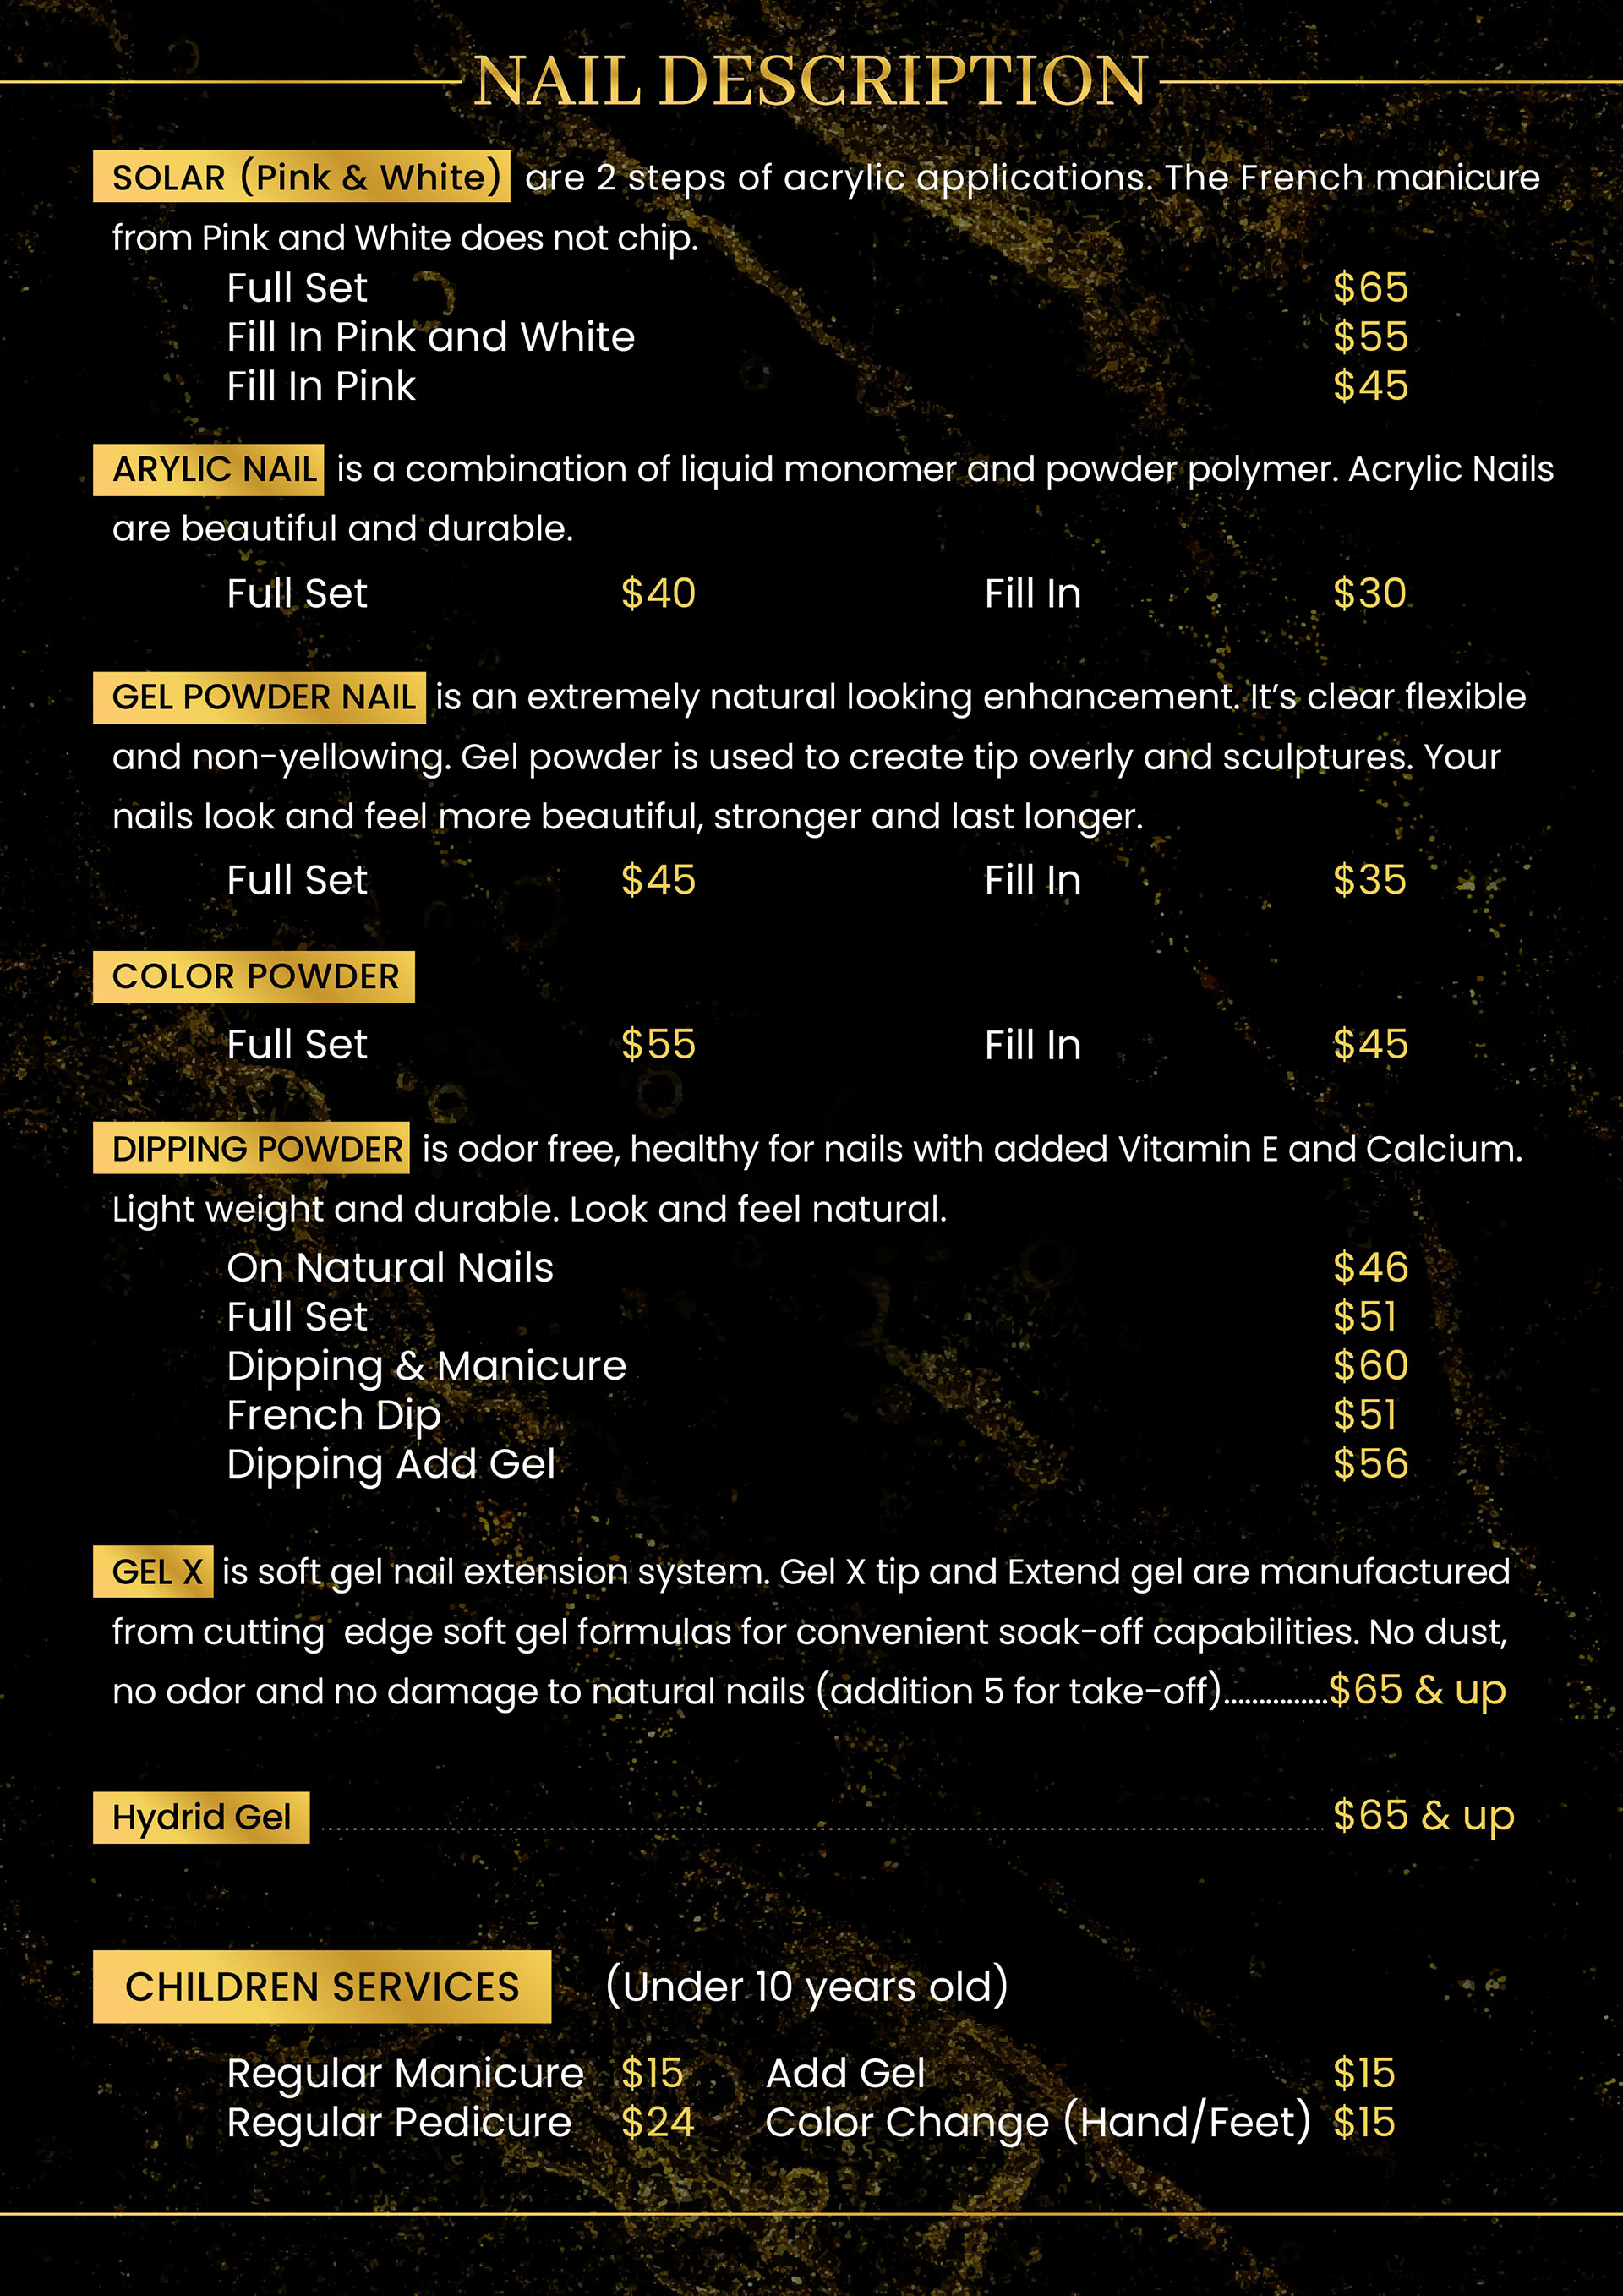 NAIL DESCRIPTION
SOLAR (Pink & White) are 2 steps of acrylic applications. The French manicure
from Pink and White does not chip.
Full Set $65
Fill In Pink and White $55
Fill In Pink $45
ARYLIC NAIL is a combination of liquid monomer and powder polymer. Acrylic Nails
are beautiful and durable.
Full Set $40 Fill In $30
GEL POWDER NAIL is an extremely natural looking enhancement. It's clear flexible
and non-yellowing. Gel powder is used to create tip overly and sculptures. Your
nails look and feel more beautiful, stronger and last longer.
Full Set $45 Fill In $35
COLOR POWDER
Full Set $55 Fill In $45
DIPPING POWDER is odor free, healthy for nails with added Vitamin E and Calcium.
Light weight and durable. Look and feel natural.
On Natural Nails $46
Full Set $51
Dipping & Manicure $60
French Dip $51
Dipping Add Gel $56
GEL X is soft gel nail extension system. Gel X tip and Extend gel are manufactured
from cutting edge soft gel formulas for convenient soak-off capabilities. No dust,
no odor and no damage to natural nails (addition 5 for take-off)...............$65 & up
Hydrid Gel ........................ $65 & up
CHILDREN SERVICES (Under 10 years old)
Regular Manicure $15 Add Gel $15
Regular Pedicure $24 Color Change (Hand/Feet) $15